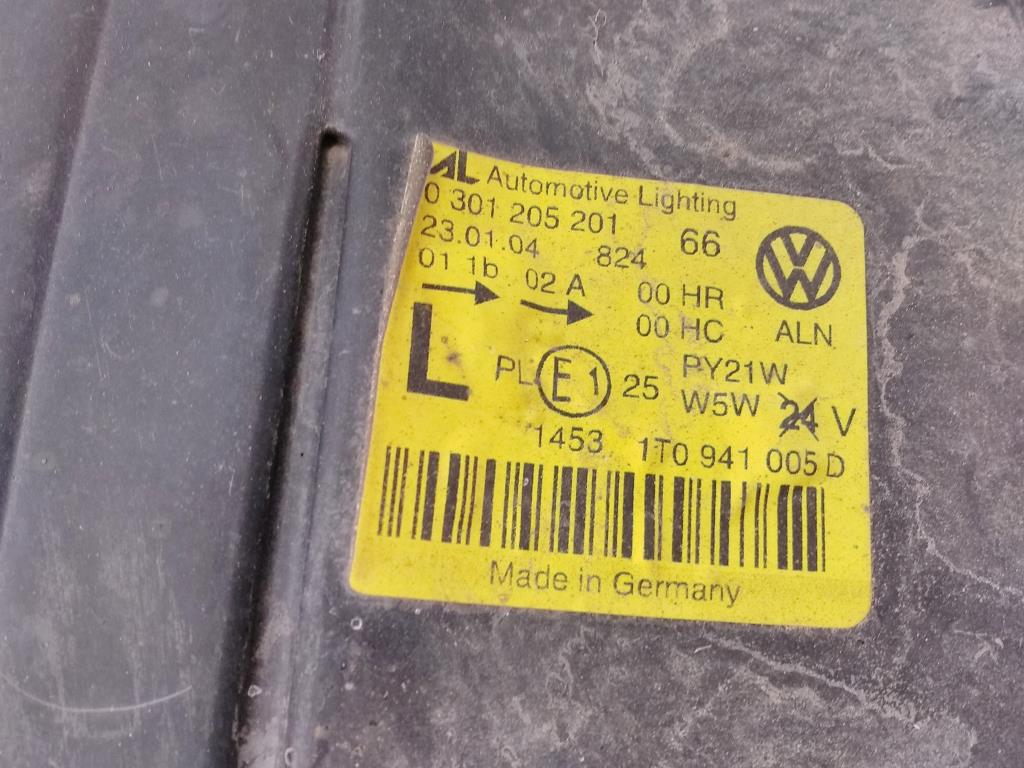 AL Automotive Lighting
0 301 205 201 66
23.01.04 824
01 1b 02 A 00 HR
00 HC ALN
L PL E1 25 PY21W
W5W 24 V
1453 1T0 941 005 D
Made in Germany